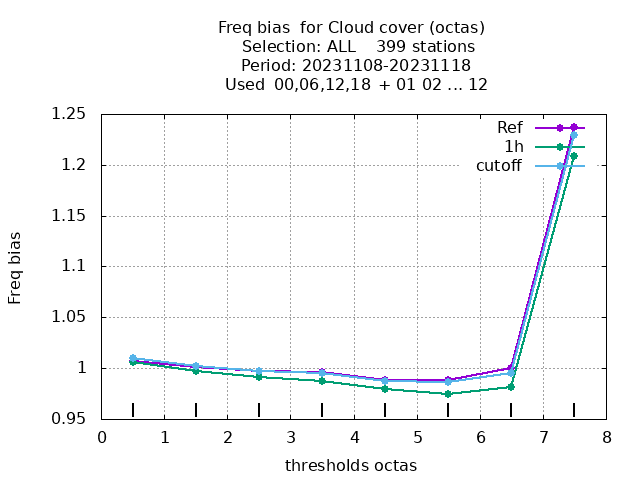 Freq bias  for Cloud cover (octas)
Selection: ALL    399 stations
Period: 20231108-20231118
Used  00,06,12,18  + 01 02 ... 12
Ref
1h
cutoff
1.25
1.2
1.15
1.1
1.05
1
0.95
Freq bias
0 1 2 3 4 5 6 7 8
thresholds octas